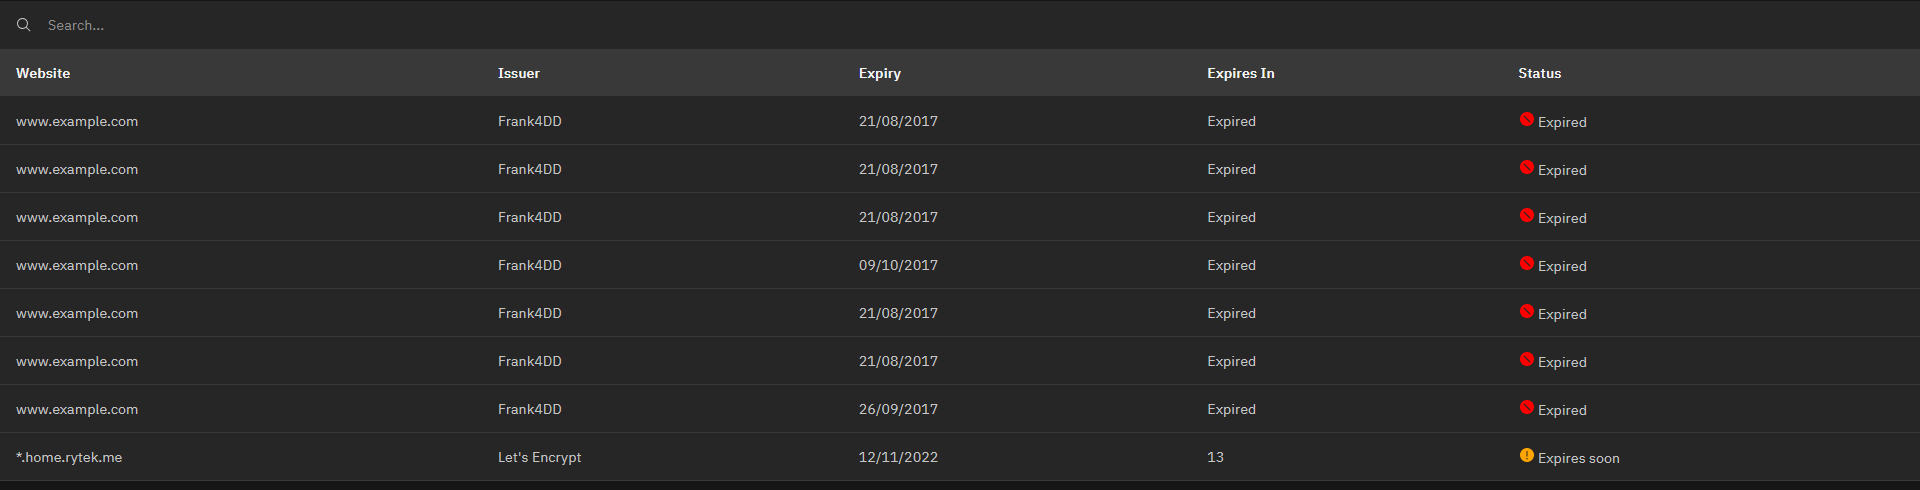 Search...
Website Issuer Expiry Expires In Status
www.example.com Frank4DD 21/08/2017 Expired Expired
www.example.com Frank4DD 21/08/2017 Expired Expired
www.example.com Frank4DD 21/08/2017 Expired Expired
www.example.com Frank4DD 09/10/2017 Expired Expired
www.example.com Frank4DD 21/08/2017 Expired Expired
www.example.com Frank4DD 21/08/2017 Expired Expired
www.example.com Frank4DD 26/09/2017 Expired Expired
*.home.rytek.me Let's Encrypt 12/11/2022 13 Expires soon